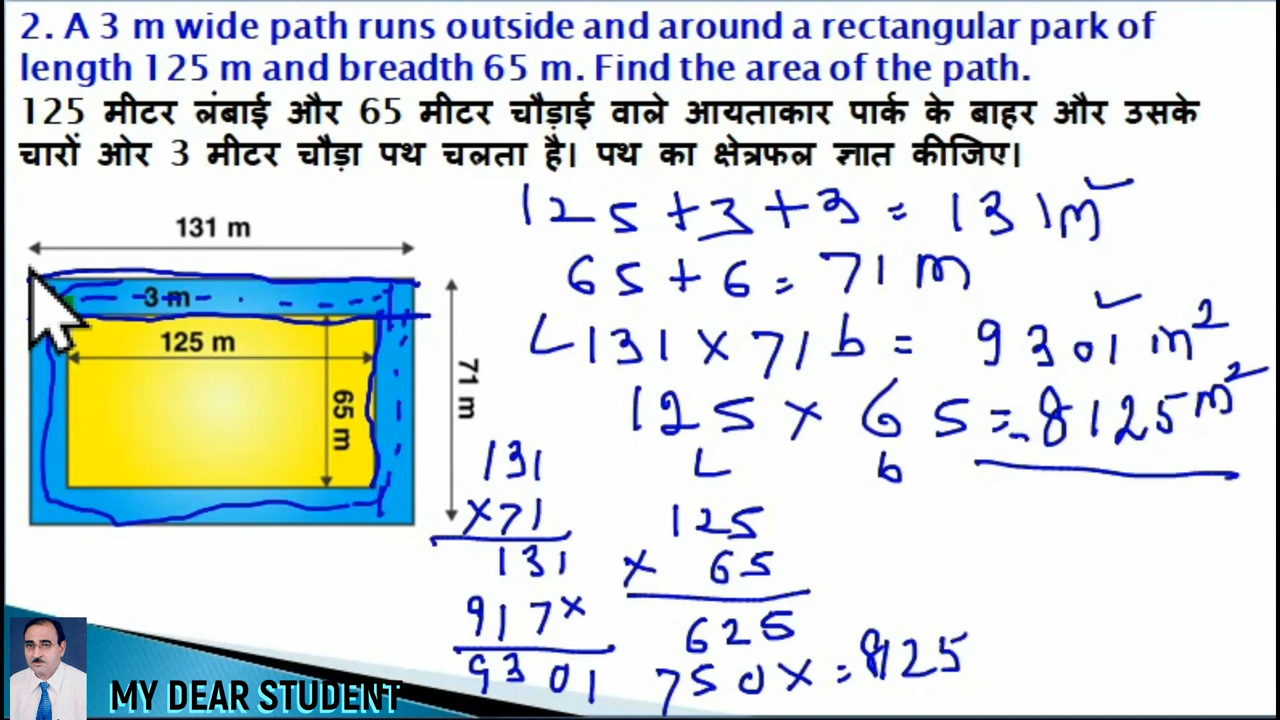 2. A 3 m wide path runs outside and around a rectangular park of
length 125 m and breadth 65 m. Find the area of the path.
125 मीटर लंबाई और 65 मीटर चौड़ाई वाले आयताकार पार्क के बाहर और उसके
चारों ओर 3 मीटर चौड़ा पथ चलता है। पथ का क्षेत्रफल ज्ञात कीजिए।
125 + 3 + 3 = 131 m
65 + 6 = 71 m
L 131 × 71 b = 9301 m²
125 × 65 = 8125 m²
L b
131 m
3 m
125 m
65 m
71 m
131
×71
131
917×
9301
125
× 65
625
750× = 8125
MY DEAR STUDENT